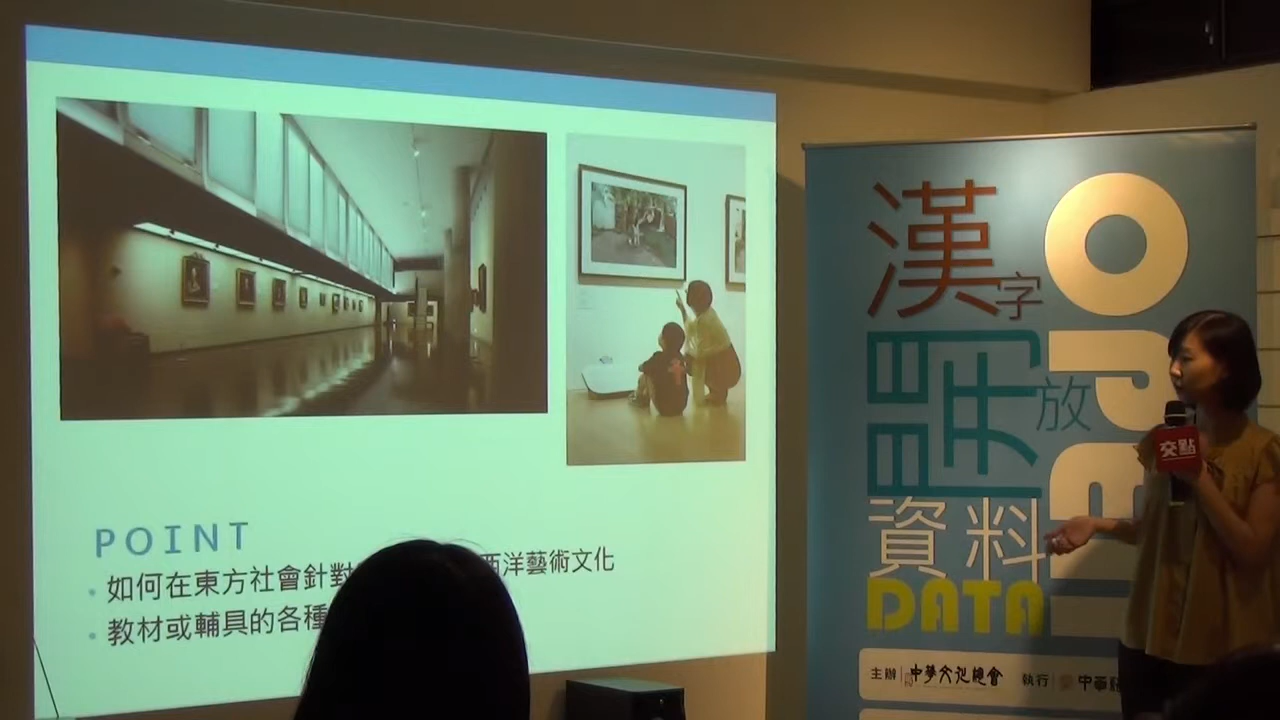 POINT
如何在東方社會針對 西洋藝術文化
教材或輔具的各種
漢字
開放
資料
DATA
交點
主辦 中華文化總會 執行 中華